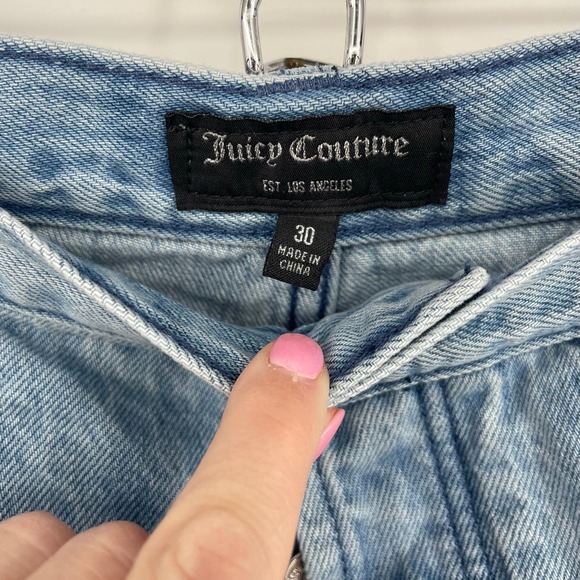 Juicy Couture
EST. LOS ANGELES
30
MADE IN
CHINA